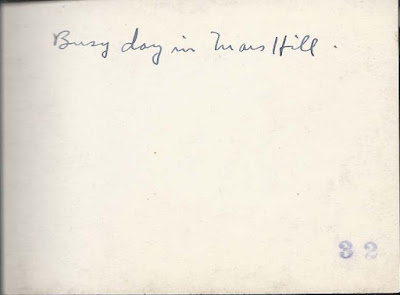 Busy day in Mars Hill.
32